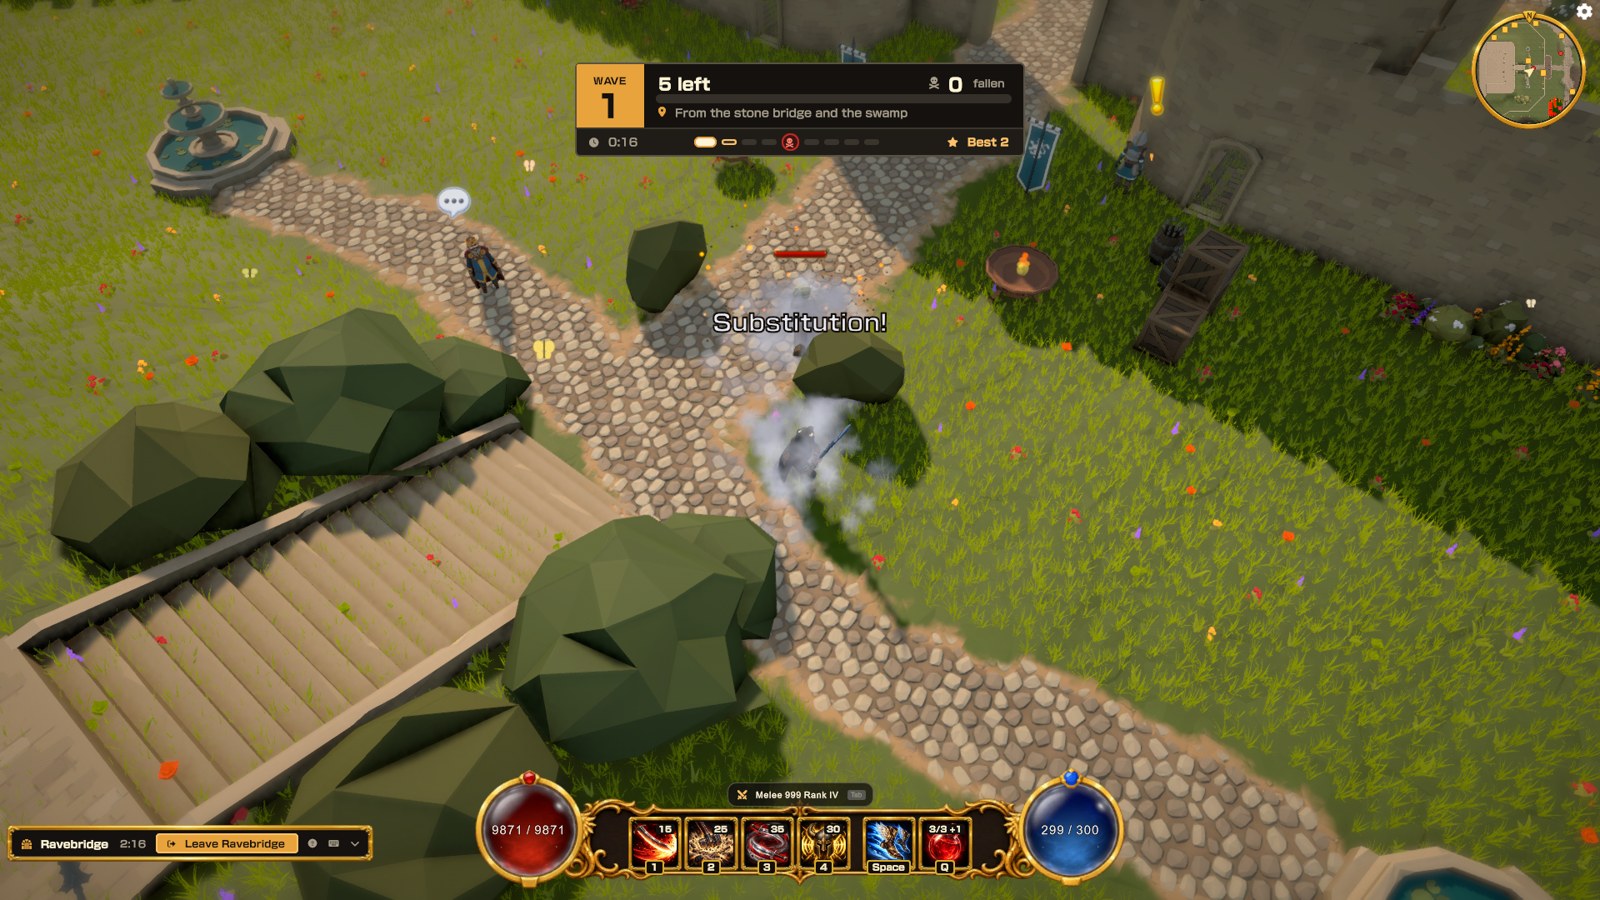 WAVE
1
5 left
0 fallen
From the stone bridge and the swamp
0:16
Best 2
N
Substitution!
Melee 999 Rank IV Tab
9871 / 9871
15
25
35
30
3/3 +1
1
2
3
4
Space
Q
299 / 300
Ravebridge 2:16 Leave Ravebridge ?